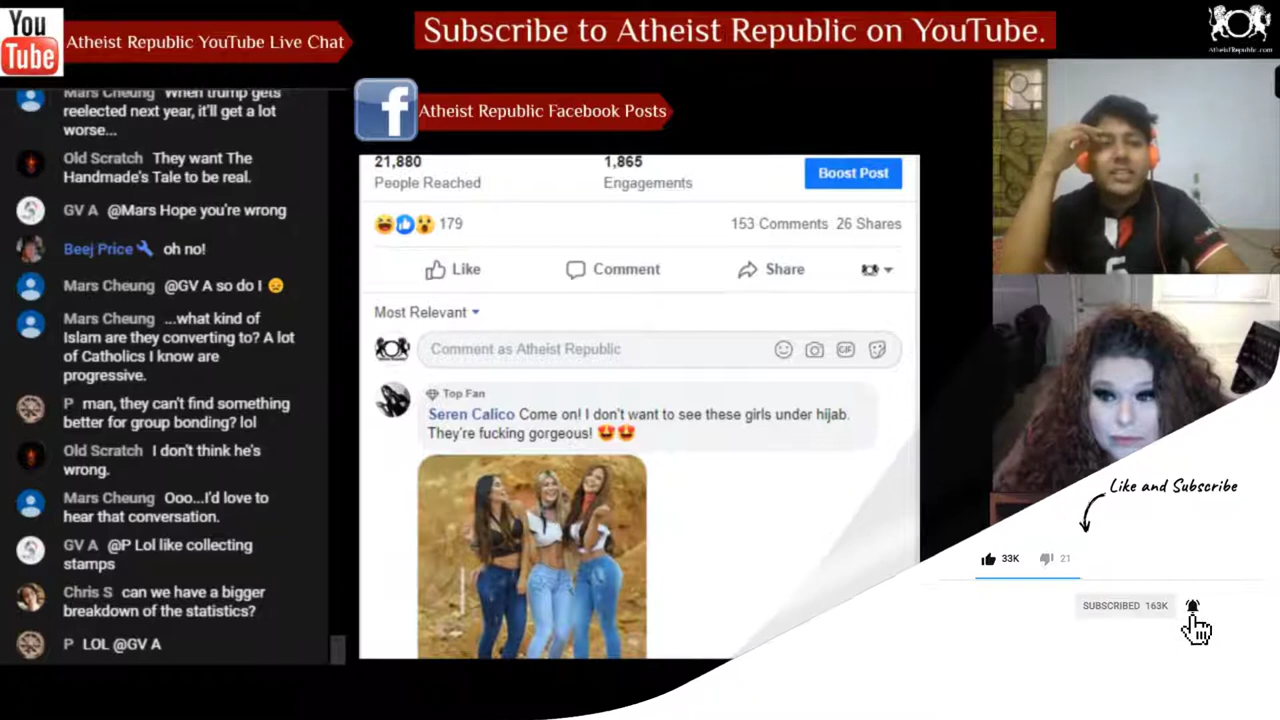 You
Tube
Atheist Republic YouTube Live Chat
Subscribe to Atheist Republic on YouTube.
AtheistRepublic.com
Mars Cheung When trump gets
reelected next year, it'll get a lot
worse...
Old Scratch They want The
Handmade's Tale to be real.
GV A @Mars Hope you're wrong
Beej Price oh no!
Mars Cheung @GV A so do I 😞
Mars Cheung ...what kind of
Islam are they converting to? A lot
of Catholics I know are
progressive.
P man, they can't find something
better for group bonding? lol
Old Scratch I don't think he's
wrong.
Mars Cheung Ooo...I'd love to
hear that conversation.
GV A @P Lol like collecting
stamps
Chris S can we have a bigger
breakdown of the statistics?
P LOL @GV A
f
Atheist Republic Facebook Posts
21,880
People Reached
1,865
Engagements
Boost Post
179
153 Comments 26 Shares
Like
Comment
Share
Most Relevant
Comment as Atheist Republic
GIF
Top Fan
Seren Calico Come on! I don't want to see these girls under hijab.
They're fucking gorgeous! 🤩🤩
Like and Subscribe
33K
21
SUBSCRIBED 163K